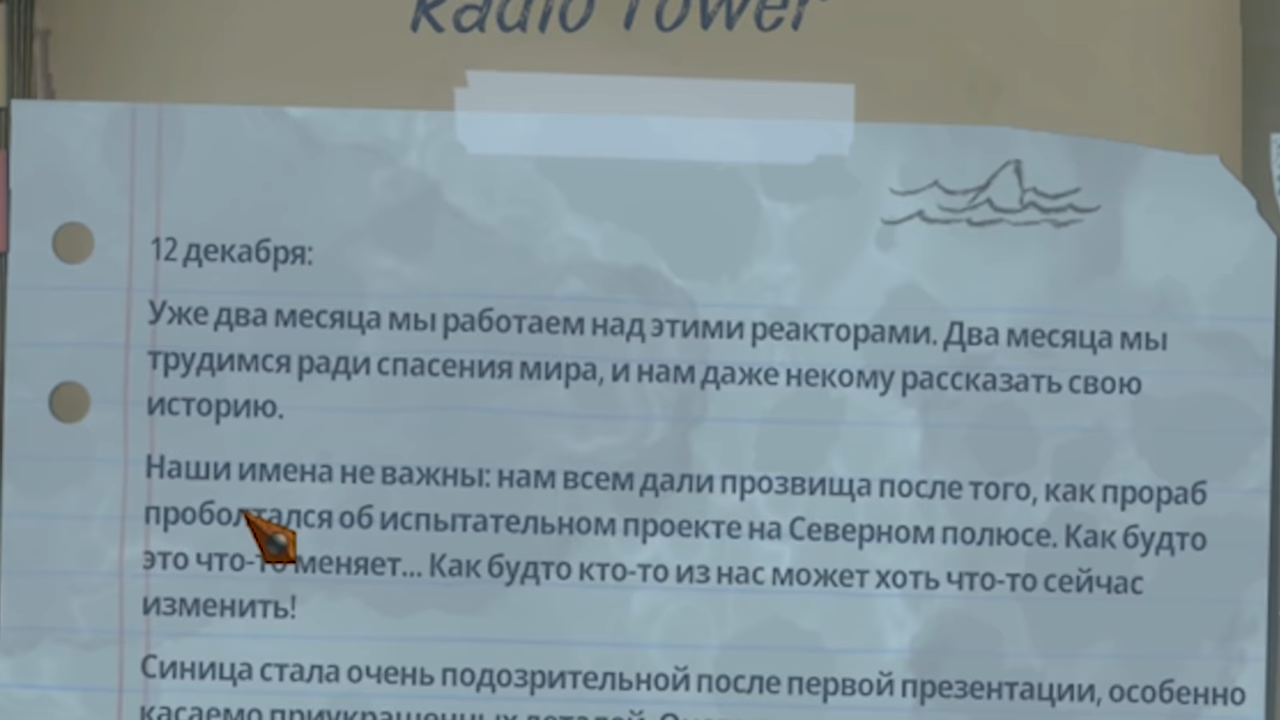 Radio Tower
12 декабря:
Уже два месяца мы работаем над этими реакторами. Два месяца мы
трудимся ради спасения мира, и нам даже некому рассказать свою
историю.
Наши имена не важны: нам всем дали прозвища после того, как прораб
проболтался об испытательном проекте на Северном полюсе. Как будто
это что-то меняет... Как будто кто-то из нас может хоть что-то сейчас
изменить!
Синица стала очень подозрительной после первой презентации, особенно
касаемо приукрашенных деталей.